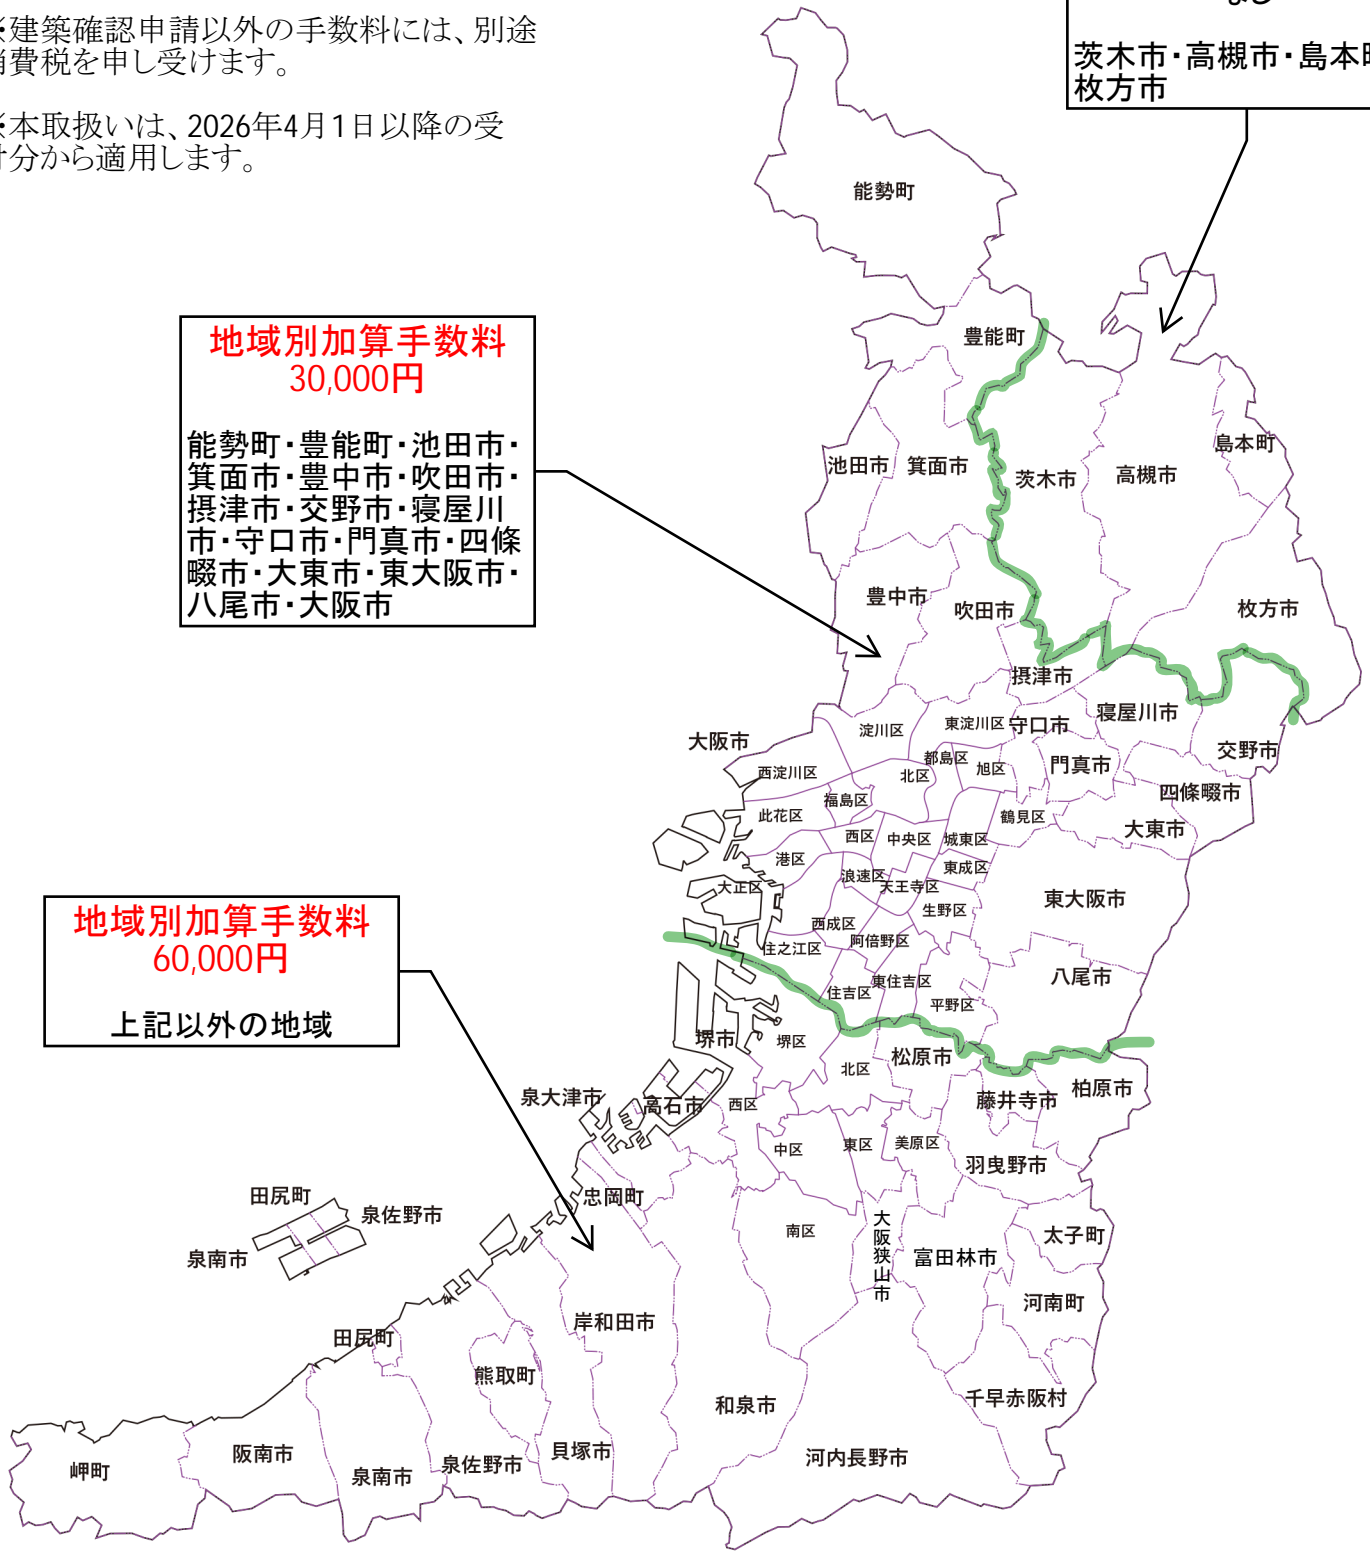 ※建築確認申請以外の手数料には、別途
消費税を申し受けます。
※本取扱いは、2026年4月1日以降の受
付分から適用します。
なし
茨木市・高槻市・島本町
枚方市
地域別加算手数料
30,000円
能勢町・豊能町・池田市・
箕面市・豊中市・吹田市・
摂津市・交野市・寝屋川
市・守口市・門真市・四條
畷市・大東市・東大阪市・
八尾市・大阪市
地域別加算手数料
60,000円
上記以外の地域
能勢町
豊能町
池田市
箕面市
茨木市
高槻市
島本町
豊中市
吹田市
枚方市
摂津市
寝屋川市
守口市
交野市
門真市
四條畷市
大東市
大阪市
淀川区
東淀川区
西淀川区
北区
都島区
旭区
此花区
福島区
鶴見区
西区
中央区
城東区
港区
浪速区
天王寺区
東成区
大正区
生野区
西成区
阿倍野区
住之江区
東住吉区
住吉区
平野区
東大阪市
八尾市
堺市
堺区
北区
松原市
藤井寺市
柏原市
泉大津市
高石市
西区
中区
東区
美原区
羽曳野市
忠岡町
田尻町
泉佐野市
泉南市
南区
大阪狭山市
富田林市
太子町
河南町
岸和田市
田尻町
熊取町
和泉市
千早赤阪村
貝塚市
河内長野市
岬町
阪南市
泉南市
泉佐野市